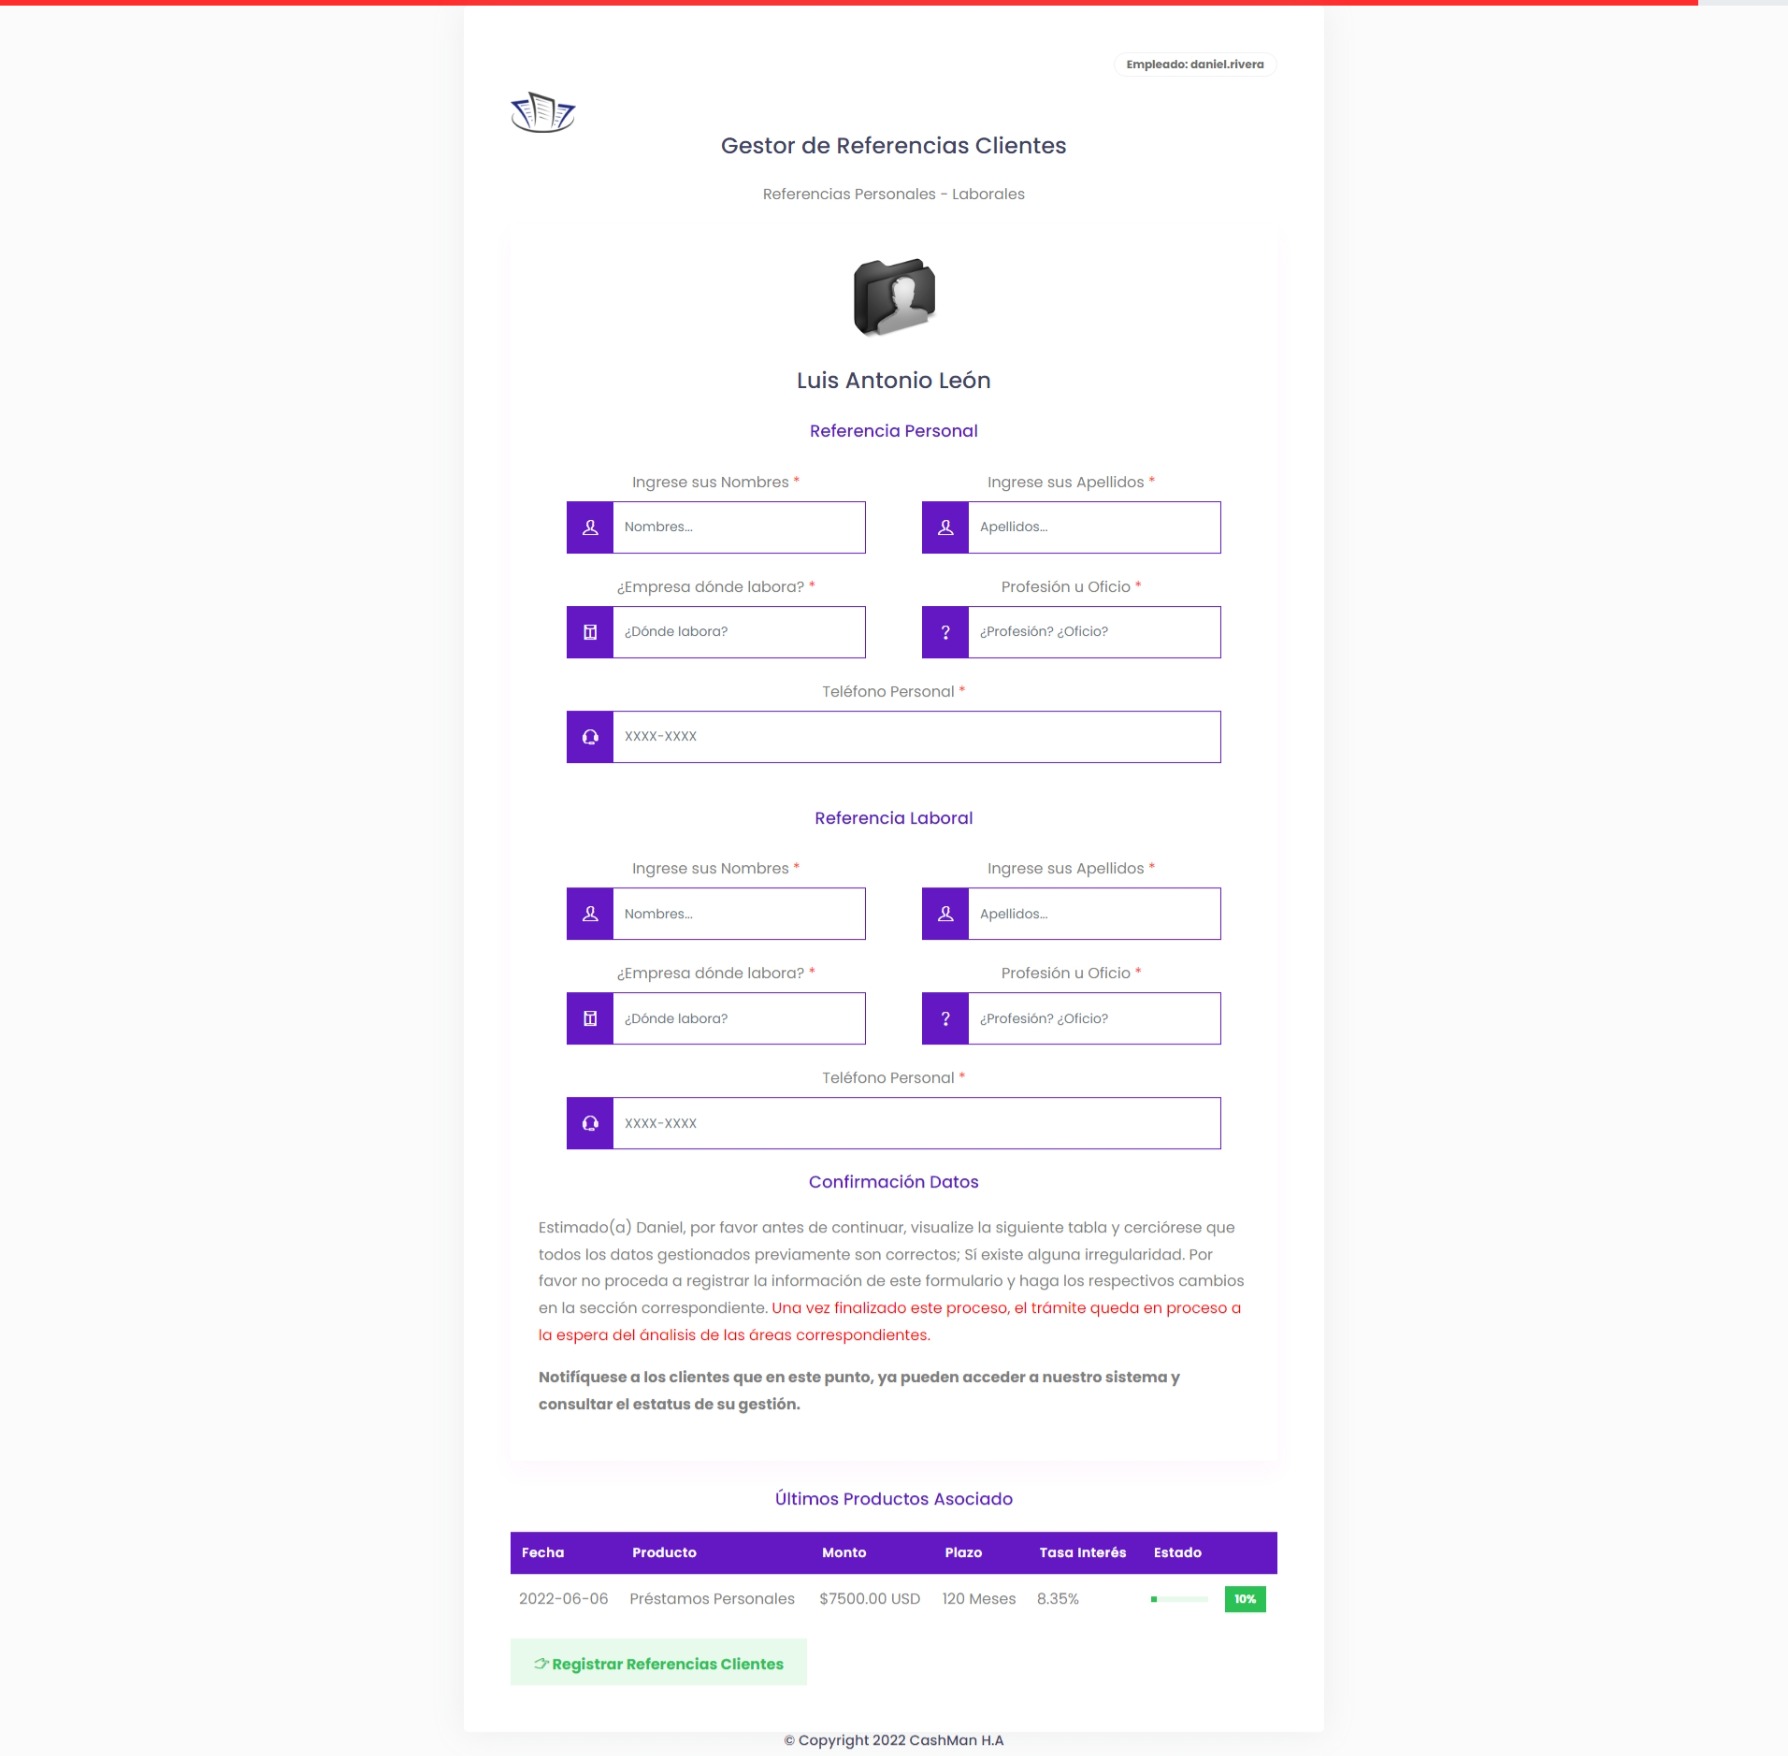 Empleado: daniel.rivera
Gestor de Referencias Clientes
Referencias Personales - Laborales
Luis Antonio León
Referencia Personal
Ingrese sus Nombres * Ingrese sus Apellidos *
Nombres... Apellidos...
¿Empresa dónde labora? * Profesión u Oficio *
¿Dónde labora? ¿Profesión? ¿Oficio?
Teléfono Personal *
XXXX-XXXX
Referencia Laboral
Ingrese sus Nombres * Ingrese sus Apellidos *
Nombres... Apellidos...
¿Empresa dónde labora? * Profesión u Oficio *
¿Dónde labora? ¿Profesión? ¿Oficio?
Teléfono Personal *
XXXX-XXXX
Confirmación Datos
Estimado(a) Daniel, por favor antes de continuar, visualize la siguiente tabla y cerciórese que
todos los datos gestionados previamente son correctos; Sí existe alguna irregularidad. Por
favor no proceda a registrar la información de este formulario y haga los respectivos cambios
en la sección correspondiente. Una vez finalizado este proceso, el trámite queda en proceso a
la espera del ánalisis de las áreas correspondientes.
Notifíquese a los clientes que en este punto, ya pueden acceder a nuestro sistema y
consultar el estatus de su gestión.
Últimos Productos Asociado
Fecha Producto Monto Plazo Tasa Interés Estado
2022-06-06 Préstamos Personales $7500.00 USD 120 Meses 8.35% 10%
Registrar Referencias Clientes
© Copyright 2022 CashMan H.A